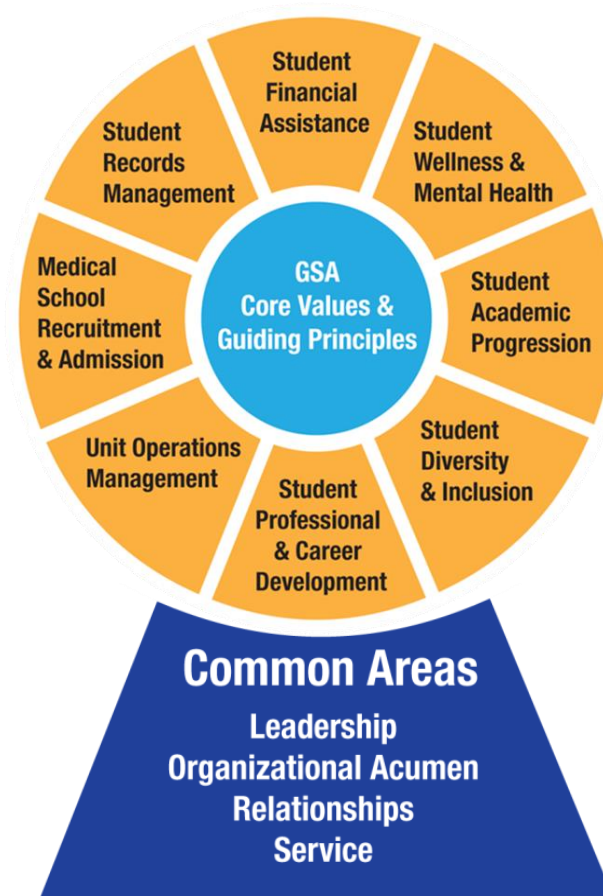 Student
Financial
Assistance
Student
Wellness &
Mental Health
Student
Academic
Progression
Student
Diversity
& Inclusion
Student
Professional
& Career
Development
Unit Operations
Management
Medical
School
Recruitment
& Admission
Student
Records
Management
GSA
Core Values &
Guiding Principles
Common Areas
Leadership
Organizational Acumen
Relationships
Service